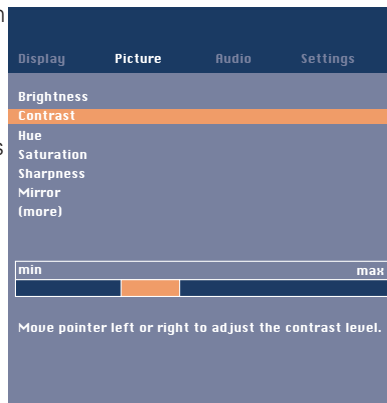 Display Picture Audio Settings
Brightness
Contrast
Hue
Saturation
Sharpness
Mirror
(more)
min max
Move pointer left or right to adjust the contrast level.